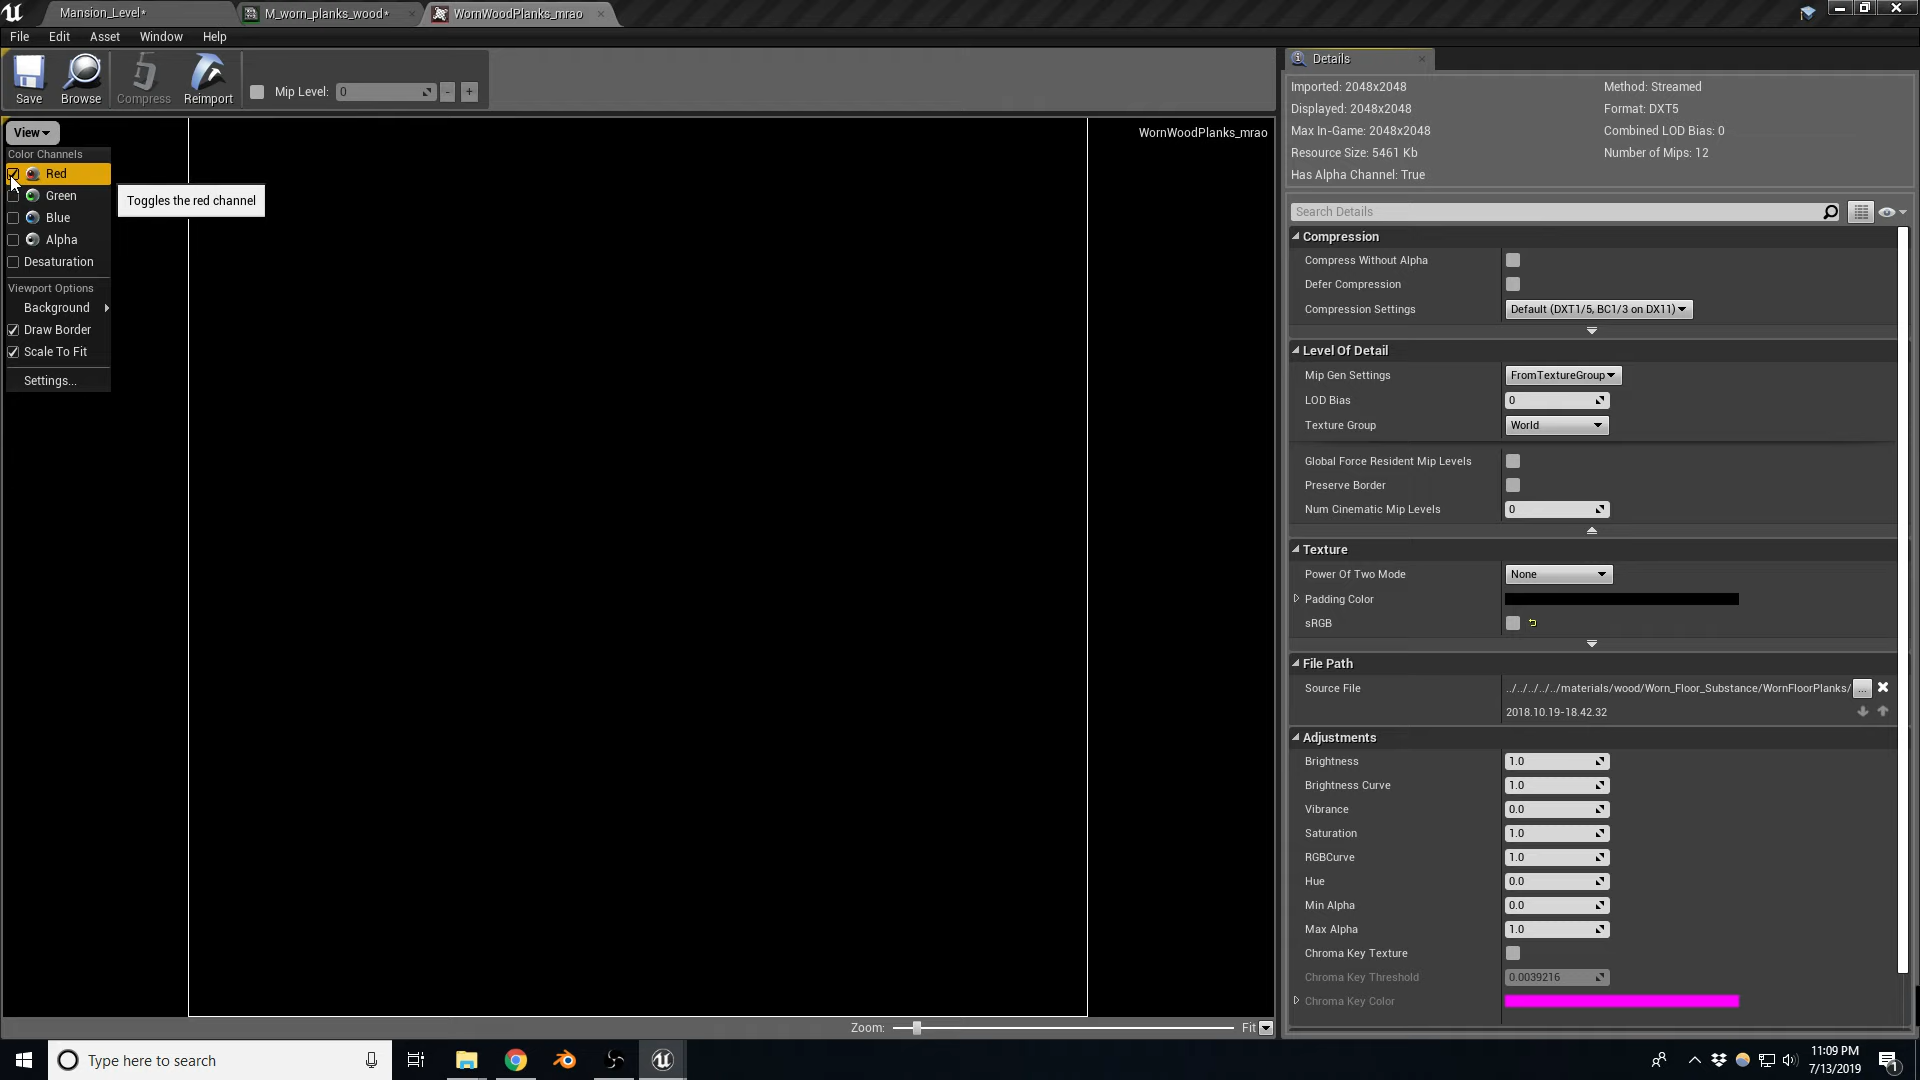 Mansion_Level*
M_worn_planks_wood*
WornWoodPlanks_mrao
File Edit Asset Window Help
Save
Browse
Compress
Reimport
Mip Level: 0 - +
View
WornWoodPlanks_mrao
Color Channels
Red
Green
Blue
Alpha
Desaturation
Viewport Options
Background
Draw Border
Scale To Fit
Settings...
Toggles the red channel
Zoom: Fit
Details
Imported: 2048x2048 Method: Streamed
Displayed: 2048x2048 Format: DXT5
Max In-Game: 2048x2048 Combined LOD Bias: 0
Resource Size: 5461 Kb Number of Mips: 12
Has Alpha Channel: True
Search Details
Compression
Compress Without Alpha
Defer Compression
Compression Settings Default (DXT1/5, BC1/3 on DX11)
Level Of Detail
Mip Gen Settings FromTextureGroup
LOD Bias 0
Texture Group World
Global Force Resident Mip Levels
Preserve Border
Num Cinematic Mip Levels 0
Texture
Power Of Two Mode None
Padding Color
sRGB
File Path
Source File ../../../../../materials/wood/Worn_Floor_Substance/WornFloorPlanks/ ...
2018.10.19-18.42.32
Adjustments
Brightness 1.0
Brightness Curve 1.0
Vibrance 0.0
Saturation 1.0
RGBCurve 1.0
Hue 0.0
Min Alpha 0.0
Max Alpha 1.0
Chroma Key Texture
Chroma Key Threshold 0.0039216
Chroma Key Color
Type here to search
11:09 PM
7/13/2019
1